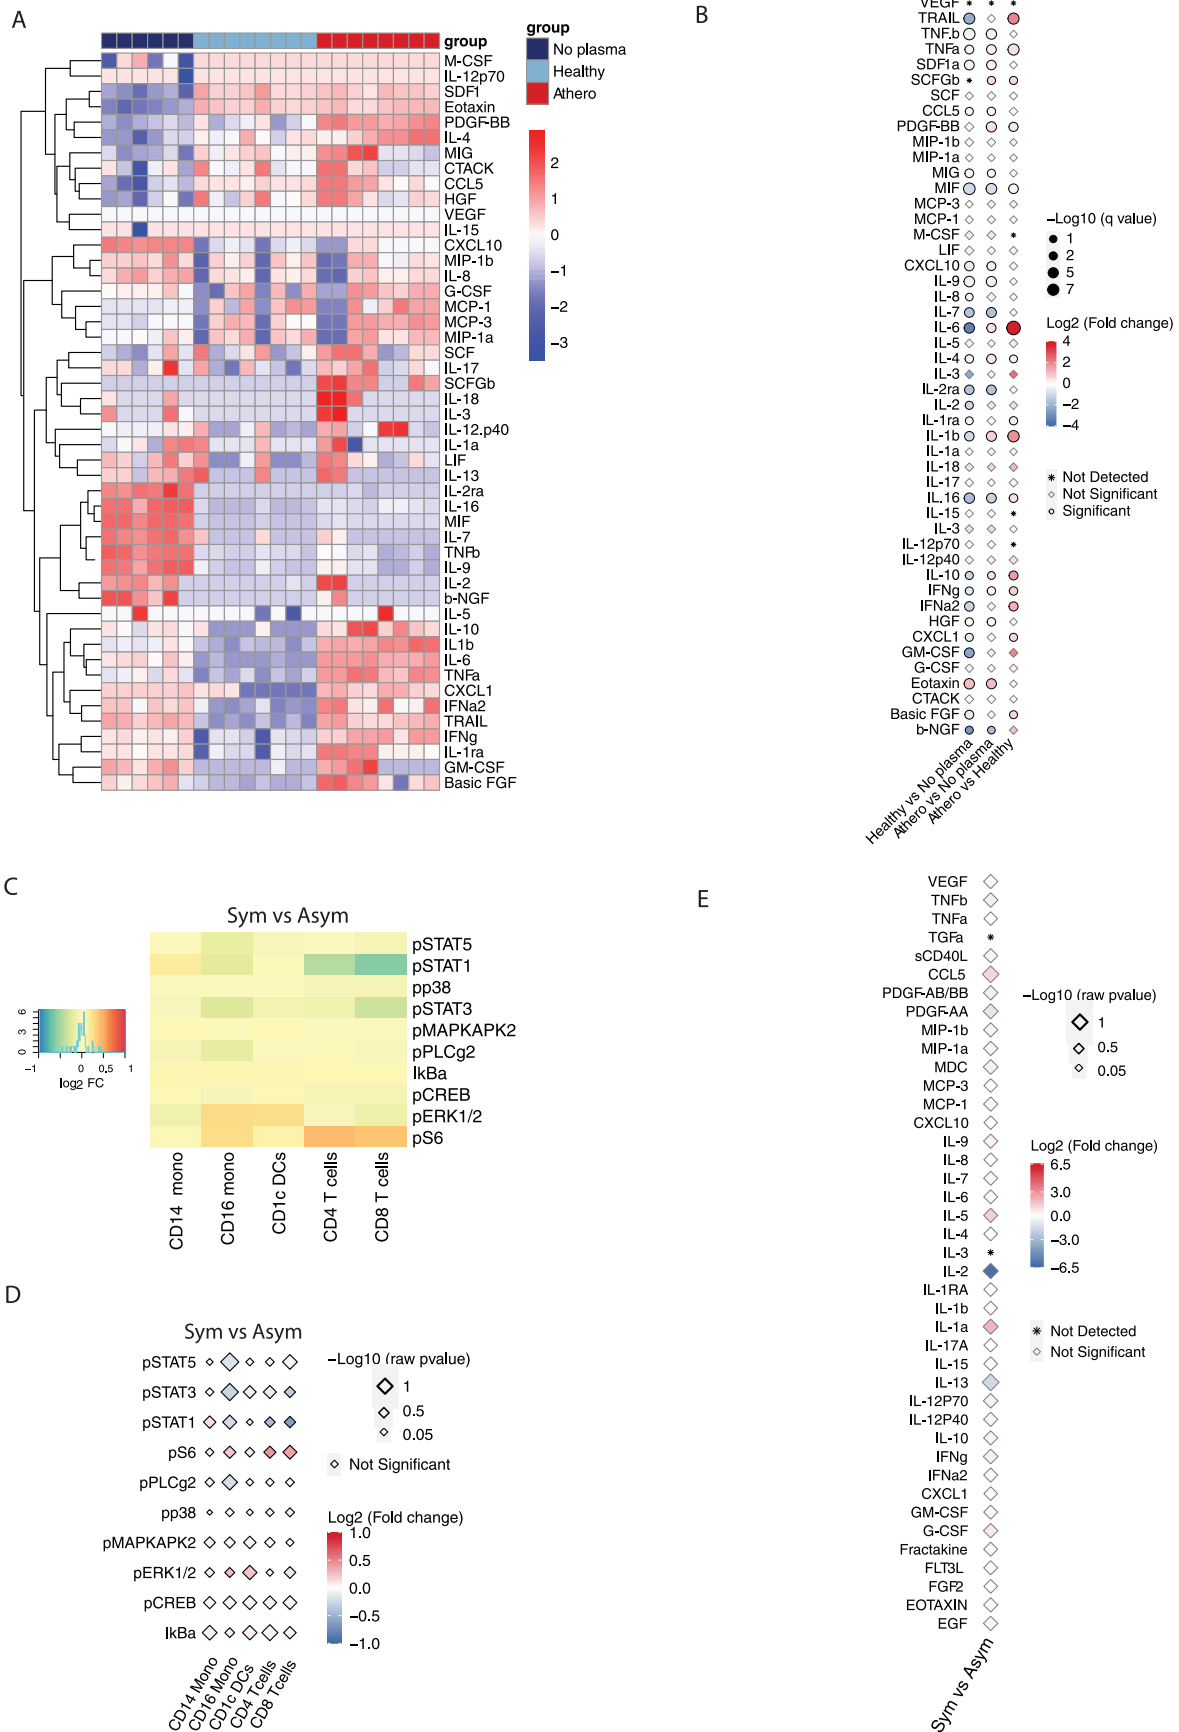 A
group
No plasma
Healthy
Athero
group
M-CSF
IL-12p70
SDF1
Eotaxin
PDGF-BB
IL-4
MIG
CTACK
CCL5
HGF
VEGF
IL-15
CXCL10
MIP-1b
IL-8
G-CSF
MCP-1
MCP-3
MIP-1a
SCF
IL-17
SCFGb
IL-18
IL-3
IL-12.p40
IL-1a
LIF
IL-13
IL-2ra
IL-16
MIF
IL-7
TNFb
IL-9
IL-2
b-NGF
IL-5
IL-10
IL1b
IL-6
TNFa
CXCL1
IFNa2
TRAIL
IFNg
IL-1ra
GM-CSF
Basic FGF
2
1
0
−1
−2
−3
B
VEGF
TRAIL
TNF.b
TNFa
SDF1a
SCFGb
SCF
CCL5
PDGF-BB
MIP-1b
MIP-1a
MIG
MIF
MCP-3
MCP-1
M-CSF
LIF
CXCL10
IL-9
IL-8
IL-7
IL-6
IL-5
IL-4
IL-3
IL-2ra
IL-2
IL-1ra
IL-1b
IL-1a
IL-18
IL-17
IL.16
IL-15
IL-3
IL-12p70
IL-12p40
IL-10
IFNg
IFNa2
HGF
CXCL1
GM-CSF
G-CSF
Eotaxin
CTACK
Basic FGF
b-NGF
Healthy vs No plasma
Athero vs No plasma
Athero vs Healthy
−Log10 (q value)
1
2
5
7
Log2 (Fold change)
4
2
0
−2
−4
Not Detected
Not Significant
Significant
C
Sym vs Asym
pSTAT5
pSTAT1
pp38
pSTAT3
pMAPKAPK2
pPLCg2
IkBa
pCREB
pERK1/2
pS6
CD14 mono
CD16 mono
CD1c DCs
CD4 T cells
CD8 T cells
0 3 6
−1 0 0,5 1
log2 FC
D
Sym vs Asym
pSTAT5
pSTAT3
pSTAT1
pS6
pPLCg2
pp38
pMAPKAPK2
pERK1/2
pCREB
IkBa
CD14 Mono
CD16 Mono
CD1c DCs
CD4 Tcells
CD8 Tcells
−Log10 (raw pvalue)
1
0.5
0.05
Not Significant
Log2 (Fold change)
1.0
0.5
0.0
−0.5
−1.0
E
VEGF
TNFb
TNFa
TGFa
sCD40L
CCL5
PDGF-AB/BB
PDGF-AA
MIP-1b
MIP-1a
MDC
MCP-3
MCP-1
CXCL10
IL-9
IL-8
IL-7
IL-6
IL-5
IL-4
IL-3
IL-2
IL-1RA
IL-1b
IL-1a
IL-17A
IL-15
IL-13
IL-12P70
IL-12P40
IL-10
IFNg
IFNa2
CXCL1
GM-CSF
G-CSF
Fractakine
FLT3L
FGF2
EOTAXIN
EGF
Sym vs Asym
−Log10 (raw pvalue)
1
0.5
0.05
Log2 (Fold change)
6.5
3.0
0.0
−3.0
−6.5
Not Detected
Not Significant